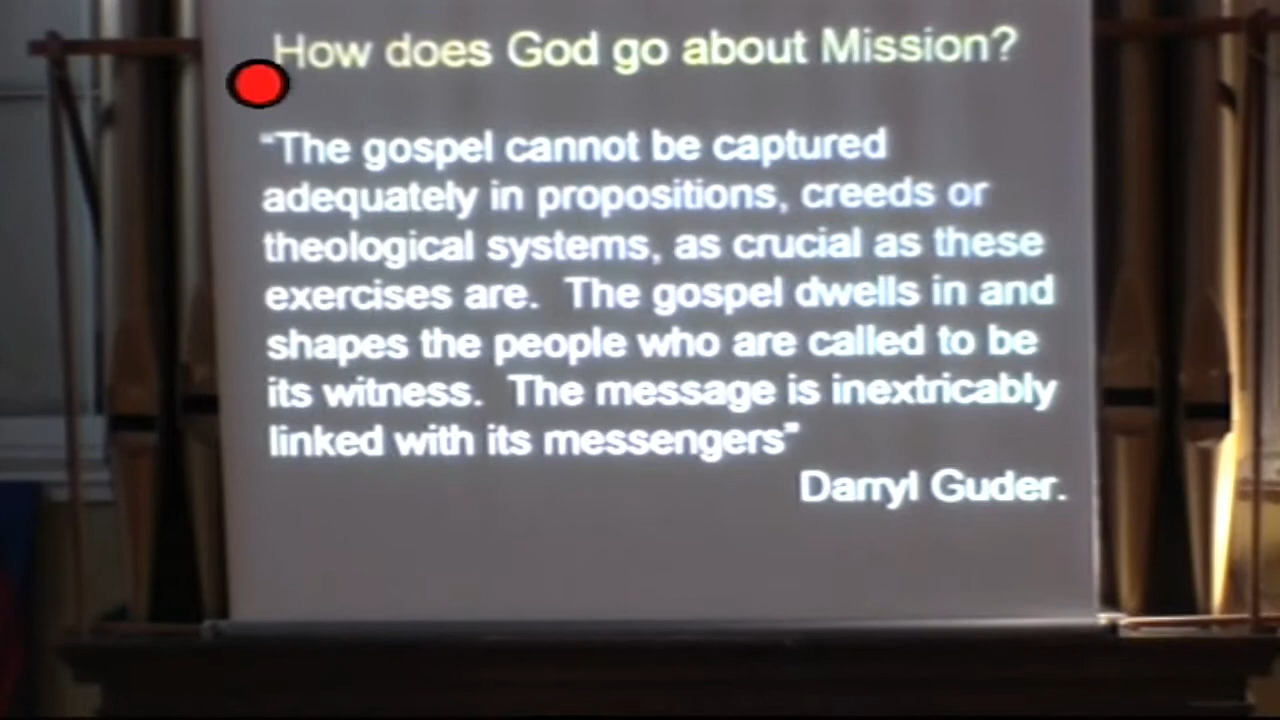 How does God go about Mission?
“The gospel cannot be captured
adequately in propositions, creeds or
theological systems, as crucial as these
exercises are. The gospel dwells in and
shapes the people who are called to be
its witness. The message is inextricably
linked with its messengers”
Darryl Guder.